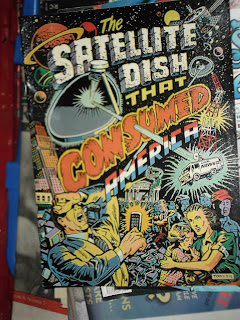 The
SATELLITE
DISH
THAT
CONSUMED
AMERICA